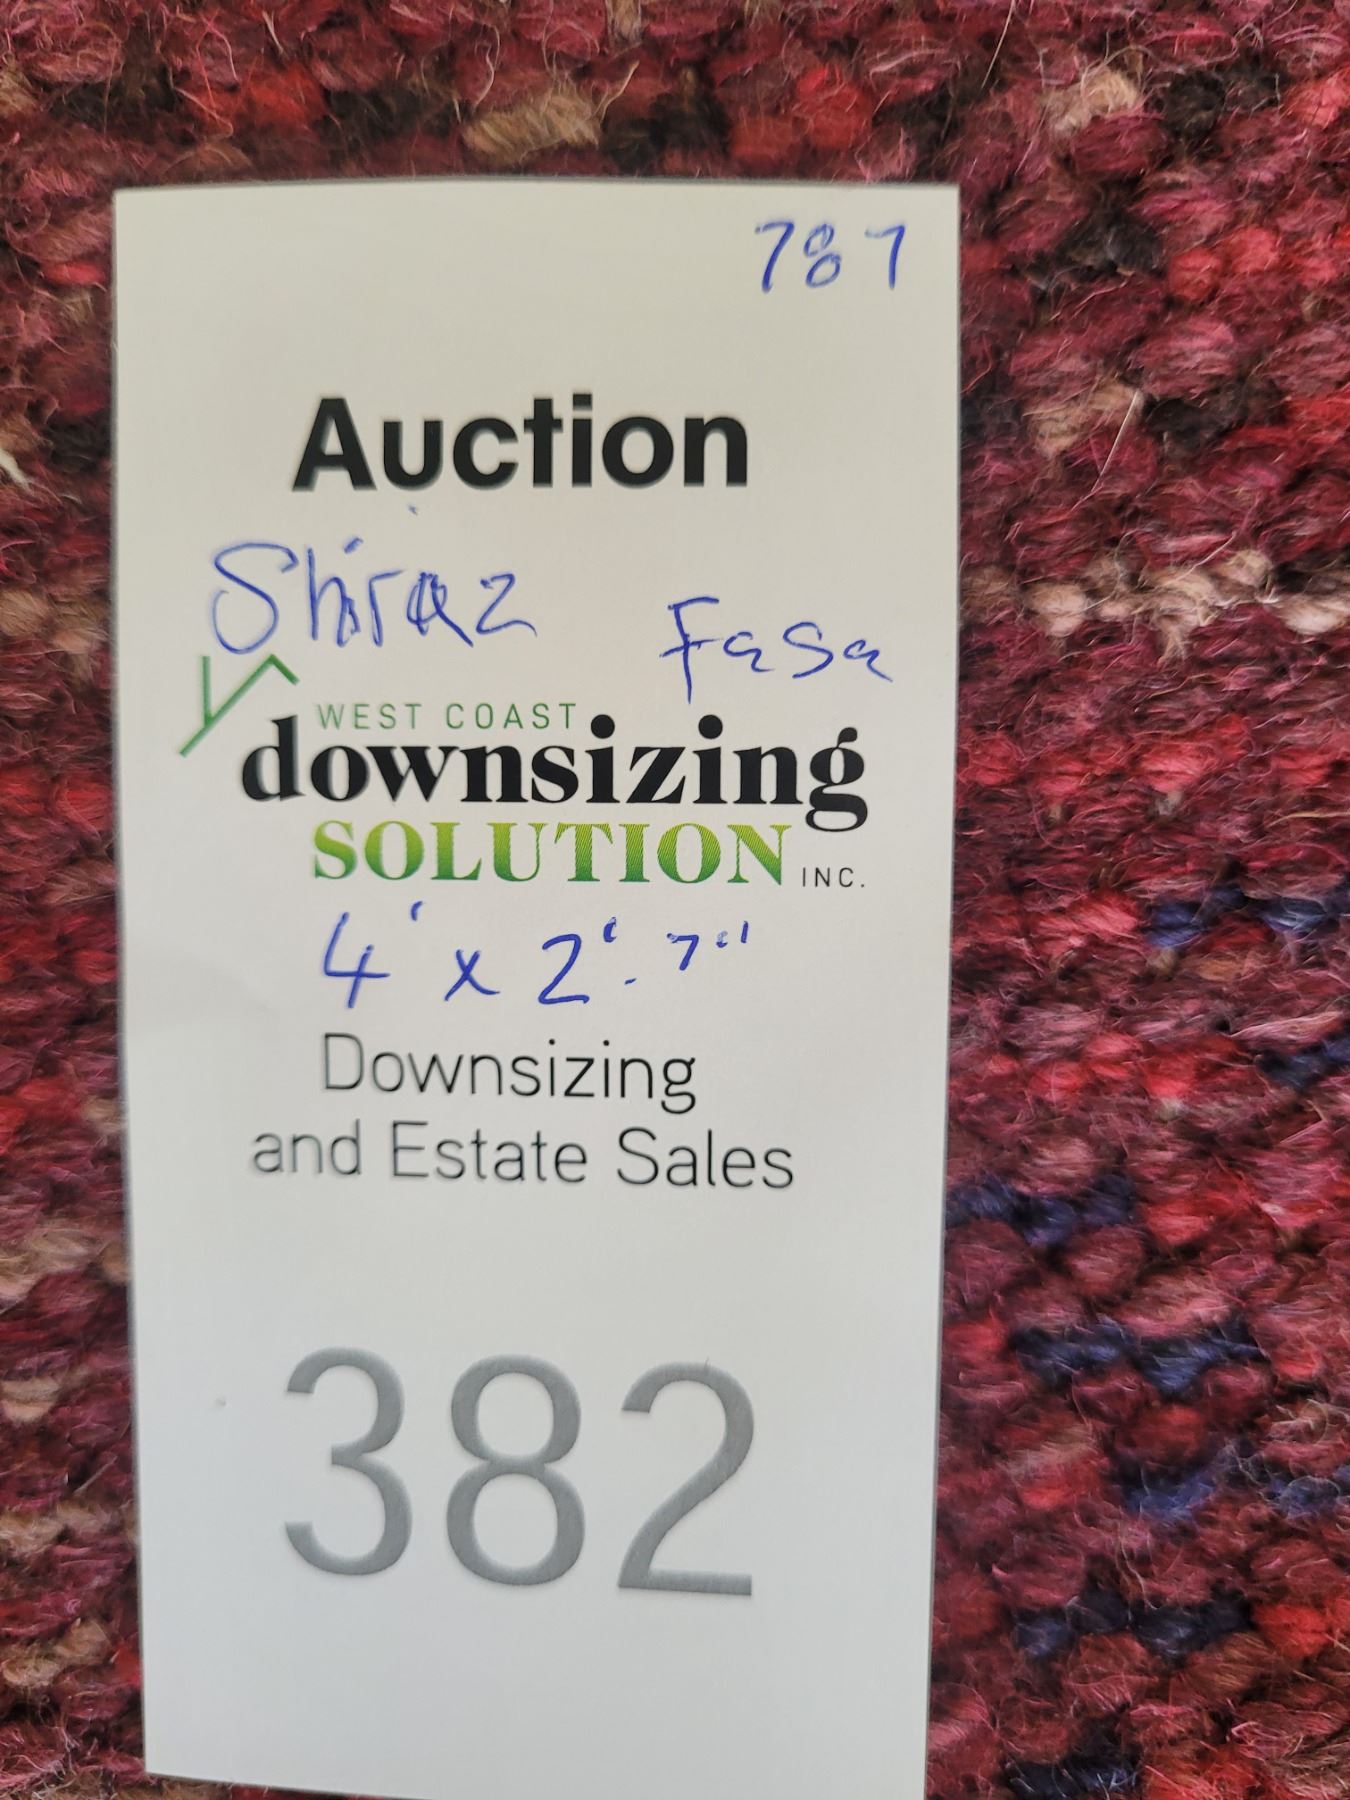 787
Auction
Shiraz Fasa
WEST COAST
downsizing
SOLUTION INC.
4' x 2'-7"
Downsizing
and Estate Sales
382